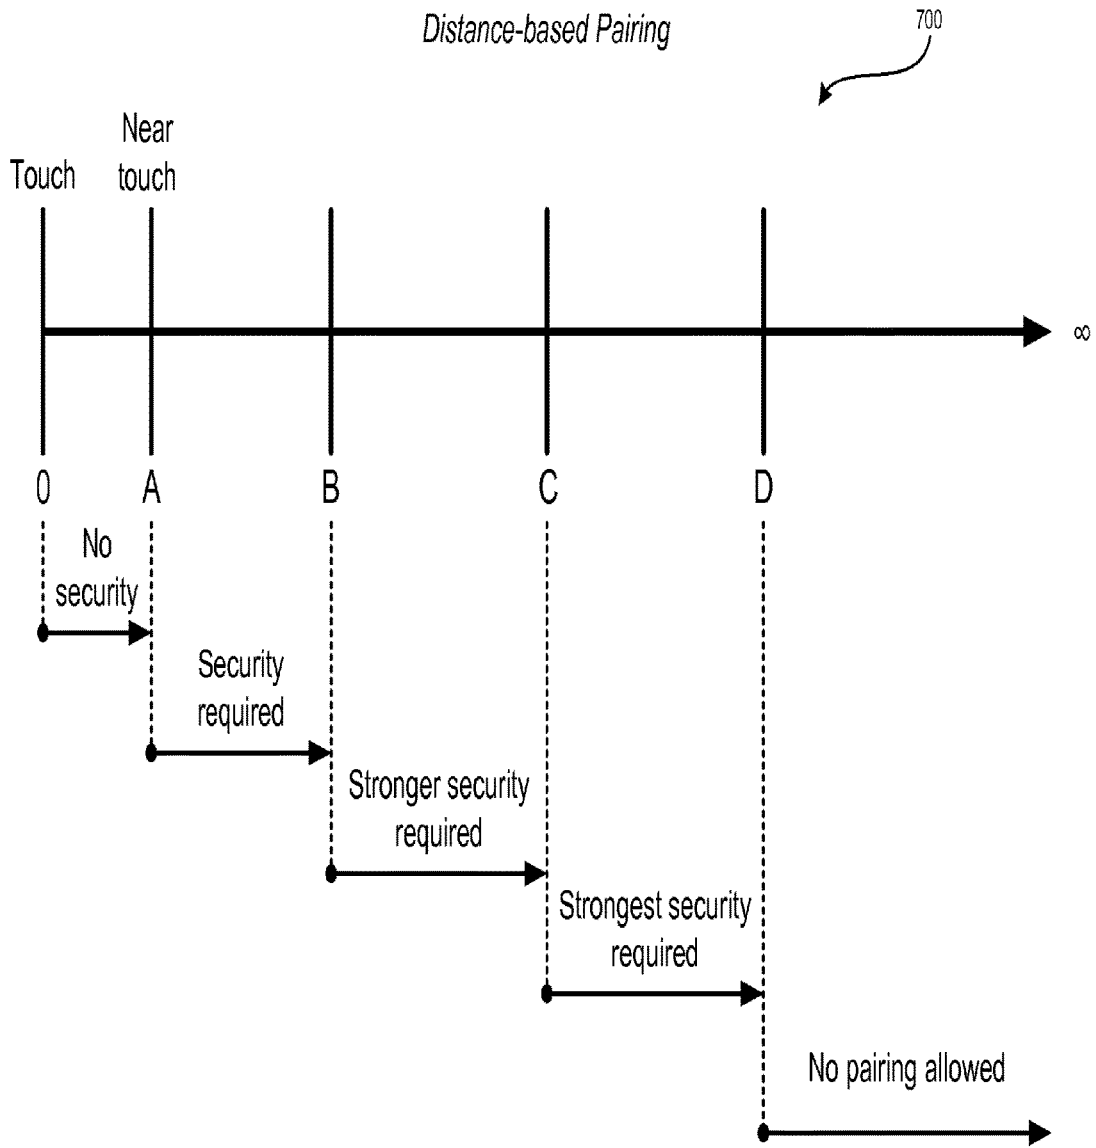 Distance-based Pairing
700
Near
touch
Touch
∞
0
A
B
C
D
No
security
Security
required
Stronger security
required
Strongest security
required
No pairing allowed